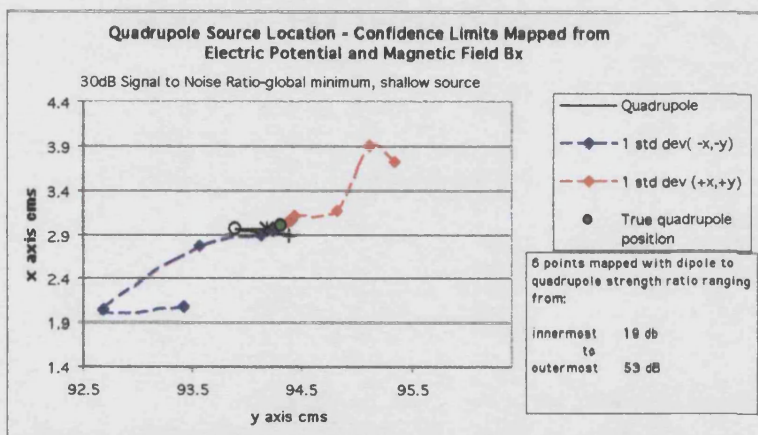 Quadrupole Source Location - Confidence Limits Mapped from
Electric Potential and Magnetic Field Bx
30dB Signal to Noise Ratio-global minimum, shallow source
x axis cms
4.4
3.9
3.4
2.9
2.4
1.9
1.4
92.5
93.5
94.5
95.5
y axis cms
Quadrupole
1 std dev( -x,-y)
1 std dev (+x,+y)
True quadrupole
position
6 points mapped with dipole to
quadrupole strength ratio ranging
from:
innermost 19 db
to
outermost 53 dB